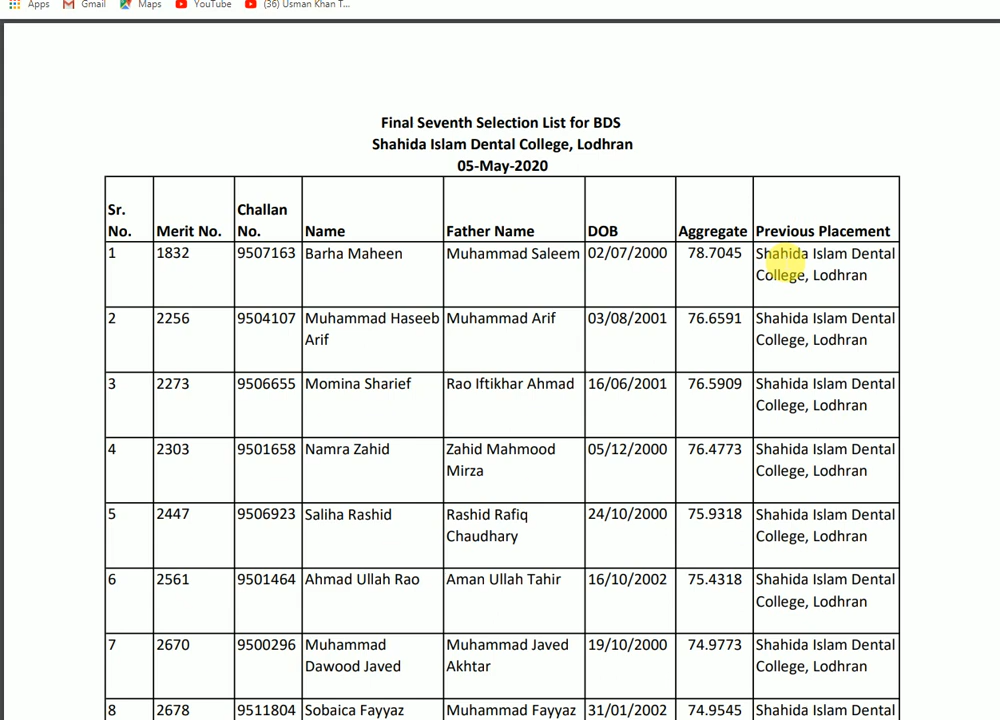 Apps Gmail Maps YouTube (36) Usman Khan T...
Final Seventh Selection List for BDS
Shahida Islam Dental College, Lodhran
05-May-2020
Sr. No. Merit No. Challan No. Name Father Name DOB Aggregate Previous Placement
1 1832 9507163 Barha Maheen Muhammad Saleem 02/07/2000 78.7045 Shahida Islam Dental
College, Lodhran
2 2256 9504107 Muhammad Haseeb Muhammad Arif 03/08/2001 76.6591 Shahida Islam Dental
Arif College, Lodhran
3 2273 9506655 Momina Sharief Rao Iftikhar Ahmad 16/06/2001 76.5909 Shahida Islam Dental
College, Lodhran
4 2303 9501658 Namra Zahid Zahid Mahmood 05/12/2000 76.4773 Shahida Islam Dental
Mirza College, Lodhran
5 2447 9506923 Saliha Rashid Rashid Rafiq 24/10/2000 75.9318 Shahida Islam Dental
Chaudhary College, Lodhran
6 2561 9501464 Ahmad Ullah Rao Aman Ullah Tahir 16/10/2002 75.4318 Shahida Islam Dental
College, Lodhran
7 2670 9500296 Muhammad Muhammad Javed 19/10/2000 74.9773 Shahida Islam Dental
Dawood Javed Akhtar College, Lodhran
8 2678 9511804 Sobaica Fayyaz Muhammad Fayyaz 31/01/2002 74.9545 Shahida Islam Dental